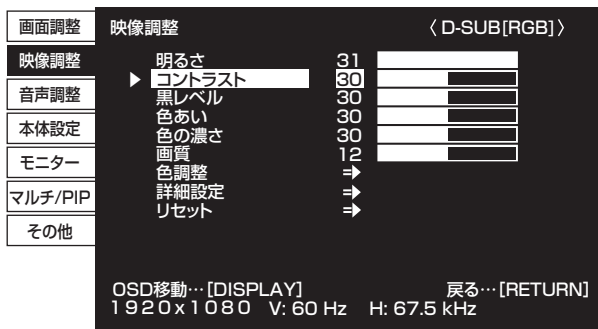 画面調整
映像調整
音声調整
本体設定
モニター
マルチ/PIP
その他
映像調整 〈D-SUB[RGB]〉
明るさ 31
コントラスト 30
黒レベル 30
色あい 30
色の濃さ 30
画質 12
色調整
詳細設定
リセット
OSD移動…[DISPLAY] 戻る…[RETURN]
1920x1080 V: 60 Hz H: 67.5 kHz